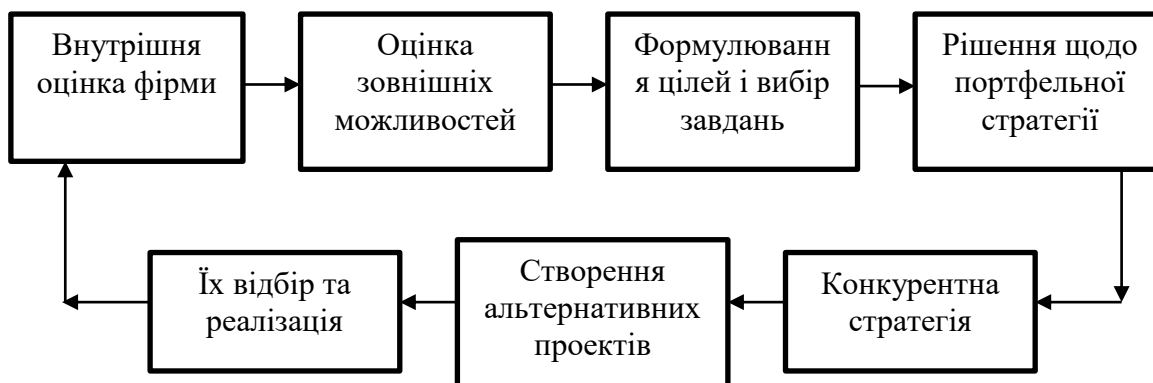 Внутрішня
оцінка фірми
Оцінка
зовнішніх
можливостей
Формулюванн
я цілей і вибір
завдань
Рішення щодо
портфельної
стратегії
Конкурентна
стратегія
Створення
альтернативних
проектів
Їх відбір та
реалізація